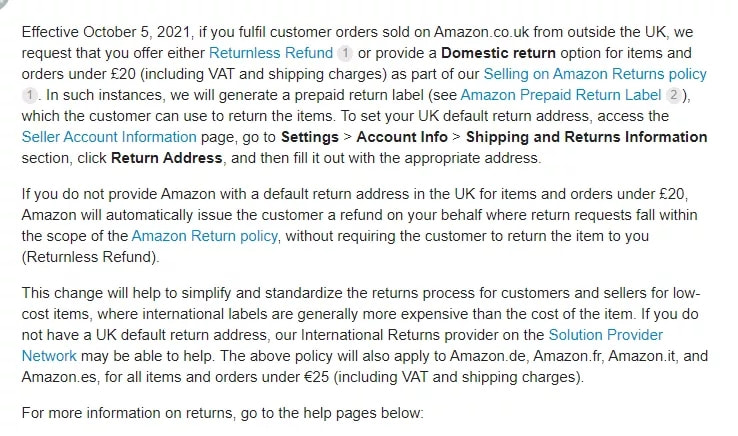 Effective October 5, 2021, if you fulfil customer orders sold on Amazon.co.uk from outside the UK, we
request that you offer either Returnless Refund 1 or provide a Domestic return option for items and
orders under £20 (including VAT and shipping charges) as part of our Selling on Amazon Returns policy
1 . In such instances, we will generate a prepaid return label (see Amazon Prepaid Return Label 2 ),
which the customer can use to return the items. To set your UK default return address, access the
Seller Account Information page, go to Settings > Account Info > Shipping and Returns Information
section, click Return Address, and then fill it out with the appropriate address.
If you do not provide Amazon with a default return address in the UK for items and orders under £20,
Amazon will automatically issue the customer a refund on your behalf where return requests fall within
the scope of the Amazon Return policy, without requiring the customer to return the item to you
(Returnless Refund).
This change will help to simplify and standardize the returns process for customers and sellers for low-
cost items, where international labels are generally more expensive than the cost of the item. If you do
not have a UK default return address, our International Returns provider on the Solution Provider
Network may be able to help. The above policy will also apply to Amazon.de, Amazon.fr, Amazon.it, and
Amazon.es, for all items and orders under €25 (including VAT and shipping charges).
For more information on returns, go to the help pages below: